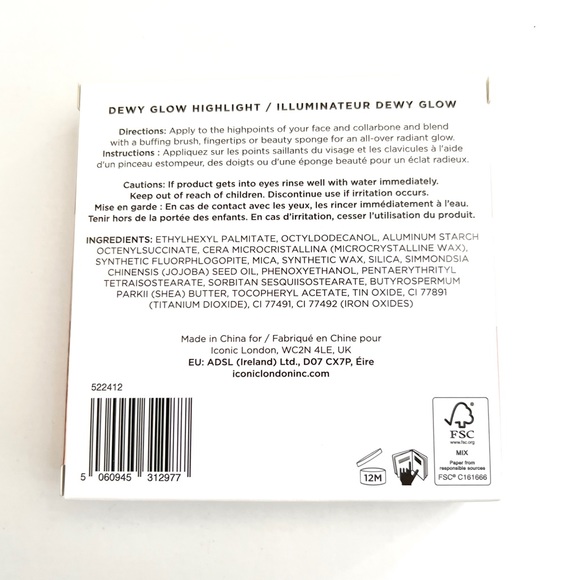 DEWY GLOW HIGHLIGHT / ILLUMINATEUR DEWY GLOW
Directions: Apply to the highpoints of your face and collarbone and blend
with a buffing brush, fingertips or beauty sponge for an all-over radiant glow.
Instructions : Appliquez sur les points saillants du visage et les clavicules à l'aide
d'un pinceau estompeur, des doigts ou d'une éponge beauté pour un éclat radieux.
Cautions: If product gets into eyes rinse well with water immediately.
Keep out of reach of children. Discontinue use if irritation occurs.
Mise en garde : En cas de contact avec les yeux, les rincer immédiatement à l'eau.
Tenir hors de la portée des enfants. En cas d'irritation, cesser l'utilisation du produit.
INGREDIENTS: ETHYLHEXYL PALMITATE, OCTYLDODECANOL, ALUMINUM STARCH
OCTENYLSUCCINATE, CERA MICROCRISTALLINA (MICROCRYSTALLINE WAX),
SYNTHETIC FLUORPHLOGOPITE, MICA, SYNTHETIC WAX, SILICA, SIMMONDSIA
CHINENSIS (JOJOBA) SEED OIL, PHENOXYETHANOL, PENTAERYTHRITYL
TETRAISOSTEARATE, SORBITAN SESQUIISOSTEARATE, BUTYROSPERMUM
PARKII (SHEA) BUTTER, TOCOPHERYL ACETATE, TIN OXIDE, CI 77891
(TITANIUM DIOXIDE), CI 77491, CI 77492 (IRON OXIDES)
Made in China for / Fabriqué en Chine pour
Iconic London, WC2N 4LE, UK
EU: ADSL (Ireland) Ltd., D07 CX7P, Éire
iconiclondoninc.com
522412
5 060945 312977
12M
FSC
www.fsc.org
MIX
Paper from
responsible sources
FSC® C161666